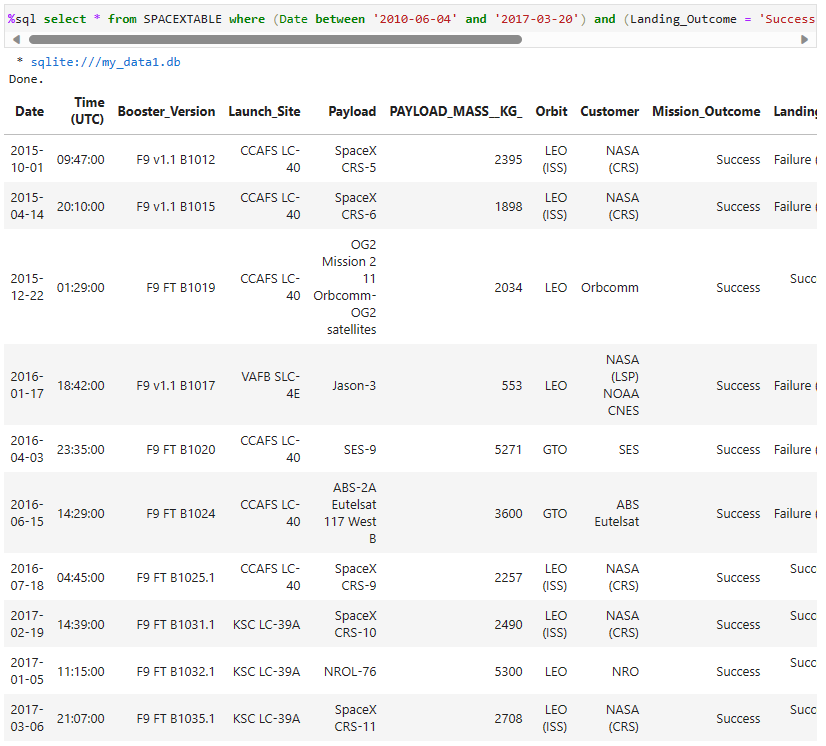 %sql select * from SPACEXTABLE where (Date between '2010-06-04' and '2017-03-20') and (Landing_Outcome = 'Success
* sqlite:///my_data1.db
Done.
Date Time (UTC) Booster_Version Launch_Site Payload PAYLOAD_MASS__KG_ Orbit Customer Mission_Outcome Landing
2015-10-01 09:47:00 F9 v1.1 B1012 CCAFS LC-40 SpaceX CRS-5 2395 LEO (ISS) NASA (CRS) Success Failure (
2015-04-14 20:10:00 F9 v1.1 B1015 CCAFS LC-40 SpaceX CRS-6 1898 LEO (ISS) NASA (CRS) Success Failure (
2015-12-22 01:29:00 F9 FT B1019 CCAFS LC-40 OG2 Mission 2 11 Orbcomm-OG2 satellites 2034 LEO Orbcomm Success Succ
2016-01-17 18:42:00 F9 v1.1 B1017 VAFB SLC-4E Jason-3 553 LEO NASA (LSP) NOAA CNES Success Failure (
2016-04-03 23:35:00 F9 FT B1020 CCAFS LC-40 SES-9 5271 GTO SES Success Failure (
2016-06-15 14:29:00 F9 FT B1024 CCAFS LC-40 ABS-2A Eutelsat 117 West B 3600 GTO ABS Eutelsat Success Failure (
2016-07-18 04:45:00 F9 FT B1025.1 CCAFS LC-40 SpaceX CRS-9 2257 LEO (ISS) NASA (CRS) Success Succ
2017-02-19 14:39:00 F9 FT B1031.1 KSC LC-39A SpaceX CRS-10 2490 LEO (ISS) NASA (CRS) Success Succ
2017-01-05 11:15:00 F9 FT B1032.1 KSC LC-39A NROL-76 5300 LEO NRO Success Succ
2017-03-06 21:07:00 F9 FT B1035.1 KSC LC-39A SpaceX CRS-11 2708 LEO (ISS) NASA (CRS) Success Succ